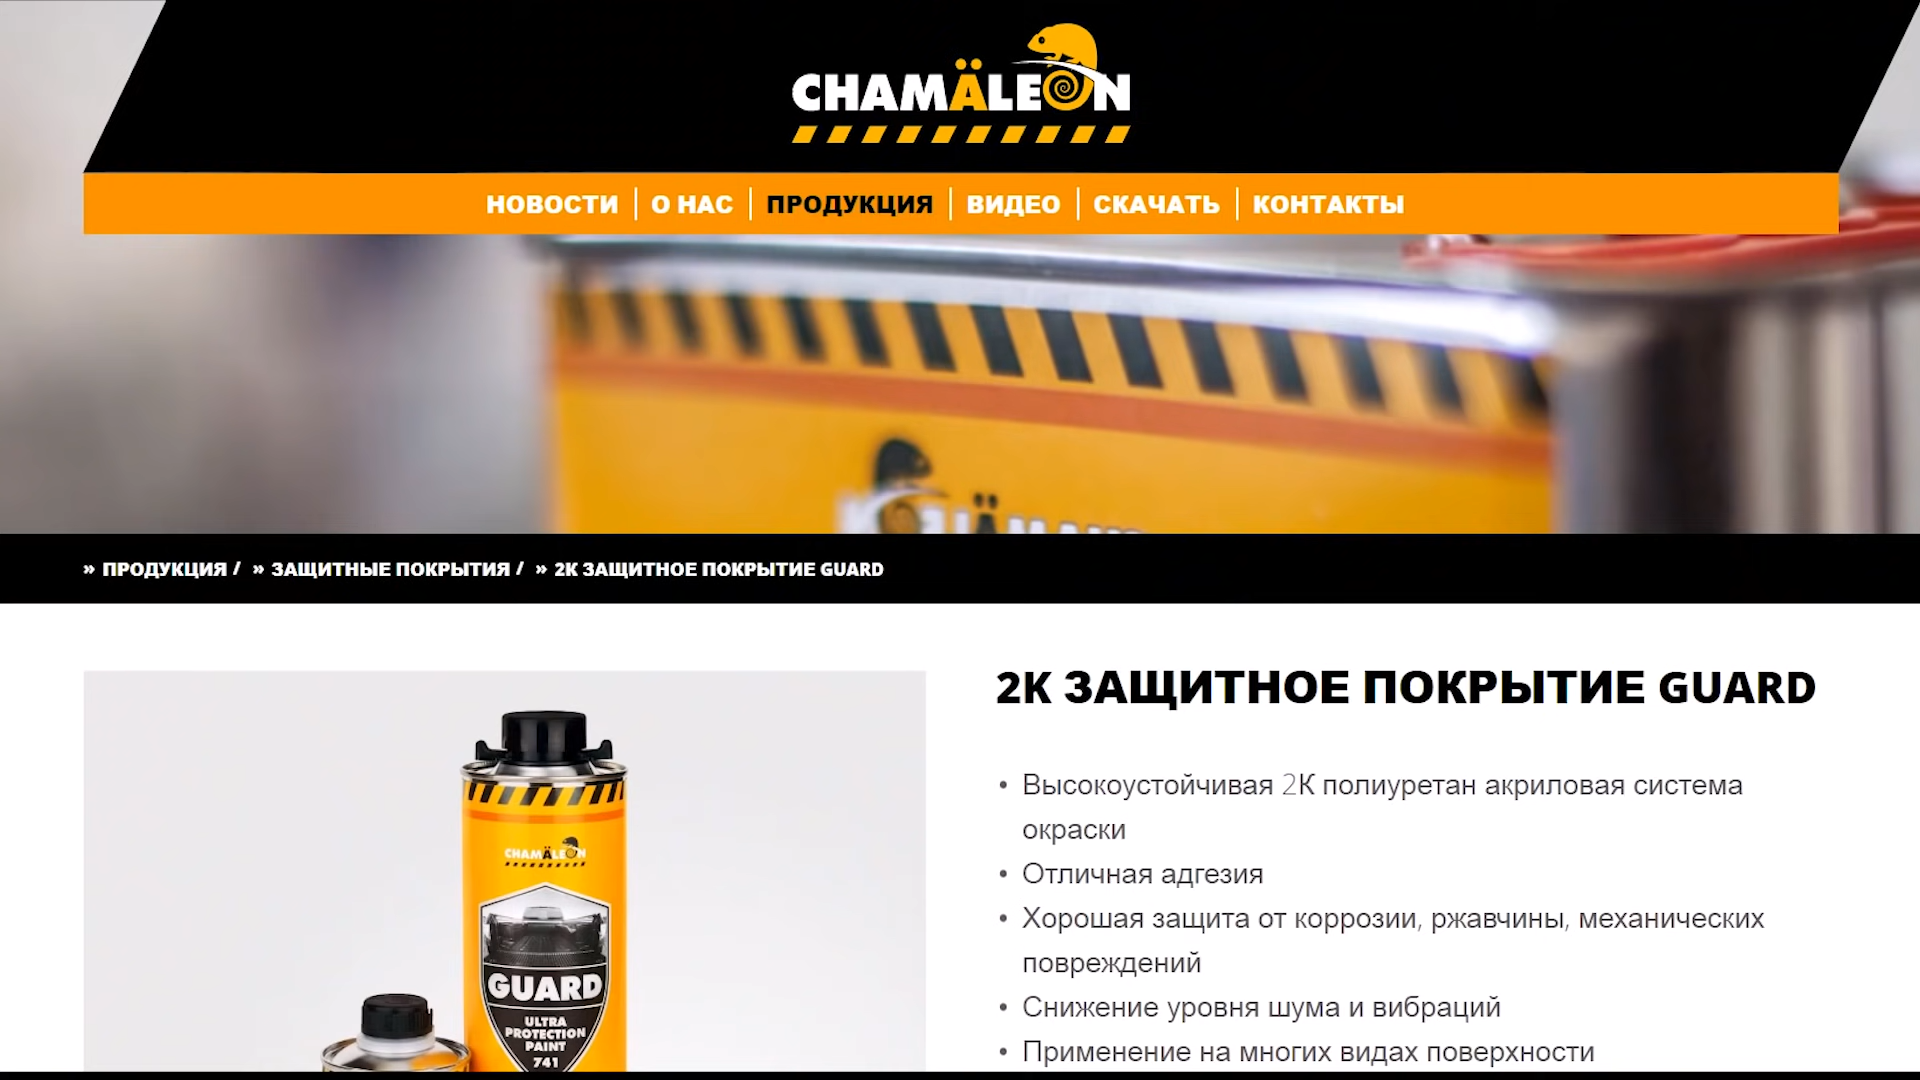 CHAMÄLEON
НОВОСТИ
О НАС
ПРОДУКЦИЯ
ВИДЕО
СКАЧАТЬ
КОНТАКТЫ
» ПРОДУКЦИЯ / » ЗАЩИТНЫЕ ПОКРЫТИЯ / » 2К ЗАЩИТНОЕ ПОКРЫТИЕ GUARD
CHAMÄLEON
GUARD
ULTRA
PROTECTION
PAINT
741
2К ЗАЩИТНОЕ ПОКРЫТИЕ GUARD
• Высокоустойчивая 2К полиуретан акриловая система
окраски
• Отличная адгезия
• Хорошая защита от коррозии, ржавчины, механических
повреждений
• Снижение уровня шума и вибраций
• Применение на многих видах поверхности